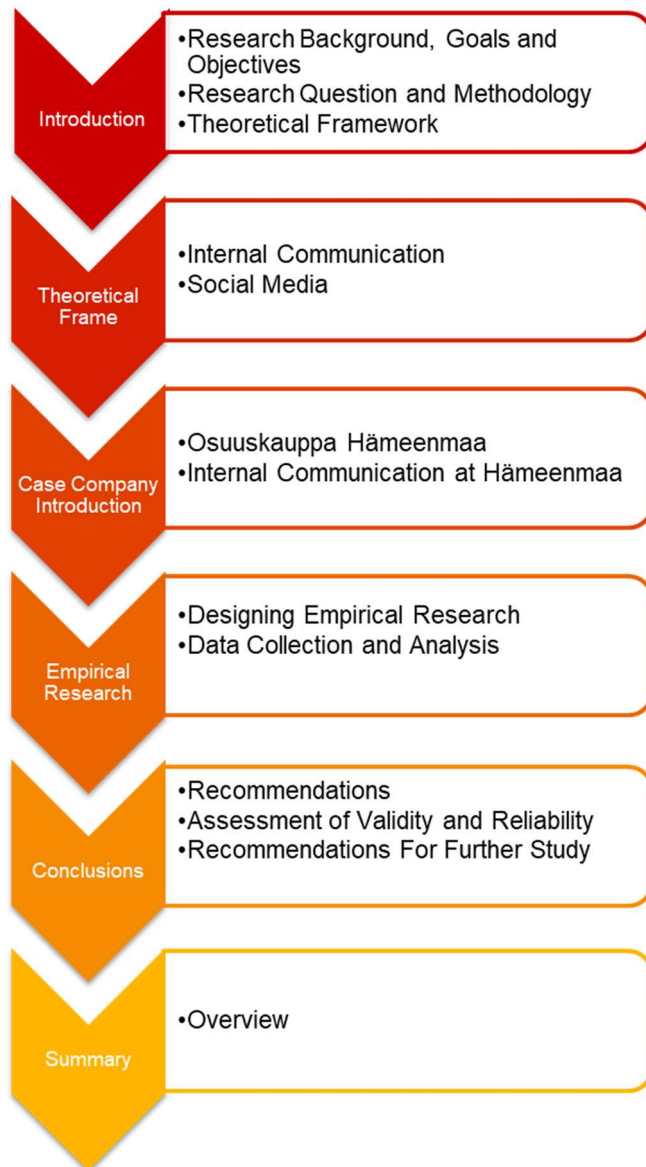 Introduction
•Research Background, Goals and
Objectives
•Research Question and Methodology
•Theoretical Framework
Theoretical
Frame
•Internal Communication
•Social Media
Case Company
Introduction
•Osuuskauppa Hämeenmaa
•Internal Communication at Hämeenmaa
Empirical
Research
•Designing Empirical Research
•Data Collection and Analysis
Conclusions
•Recommendations
•Assessment of Validity and Reliability
•Recommendations For Further Study
Summary
•Overview